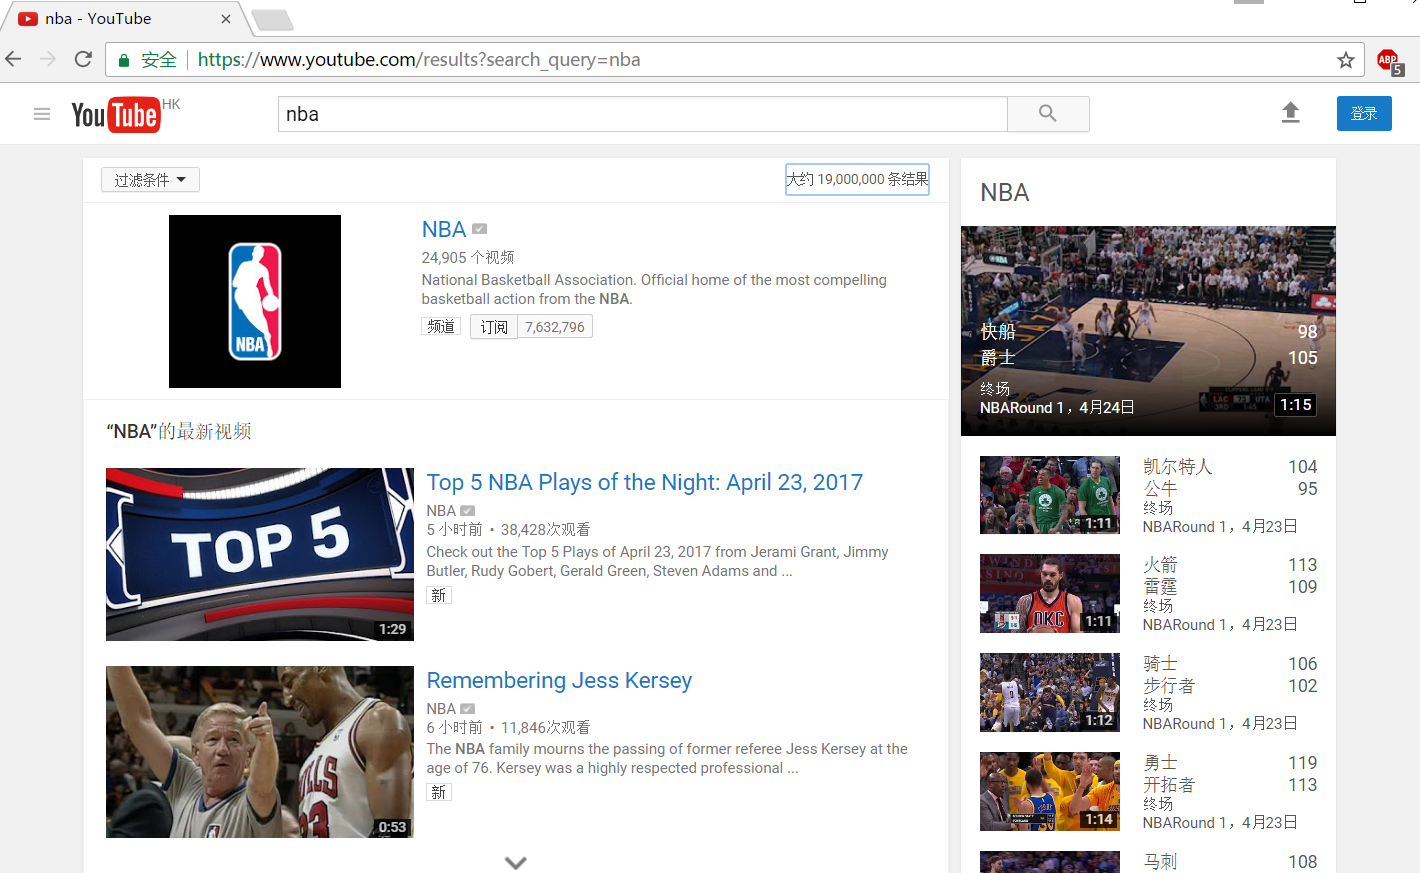 nba - YouTube
安全
https://www.youtube.com/results?search_query=nba
ABP
5
YouTube HK
nba
登录
过滤条件
大约 19,000,000 条结果
NBA
NBA
24,905 个视频
National Basketball Association. Official home of the most compelling
basketball action from the NBA.
频道
订阅 7,632,796
“NBA”的最新视频
TOP 5
1:29
Top 5 NBA Plays of the Night: April 23, 2017
NBA
5 小时前 • 38,428次观看
Check out the Top 5 Plays of April 23, 2017 from Jerami Grant, Jimmy
Butler, Rudy Gobert, Gerald Green, Steven Adams and ...
新
0:53
Remembering Jess Kersey
NBA
6 小时前 • 11,846次观看
The NBA family mourns the passing of former referee Jess Kersey at the
age of 76. Kersey was a highly respected professional ...
新
NBA
快船 98
爵士 105
终场
NBARound 1，4月24日
LAC 73 UTA
3RD 1:45
1:15
1:11
凯尔特人 104
公牛 95
终场
NBARound 1，4月23日
OKC
1:11
火箭 113
雷霆 109
终场
NBARound 1，4月23日
1:12
骑士 106
步行者 102
终场
NBARound 1，4月23日
1:14
勇士 119
开拓者 113
终场
NBARound 1，4月23日
马刺 108